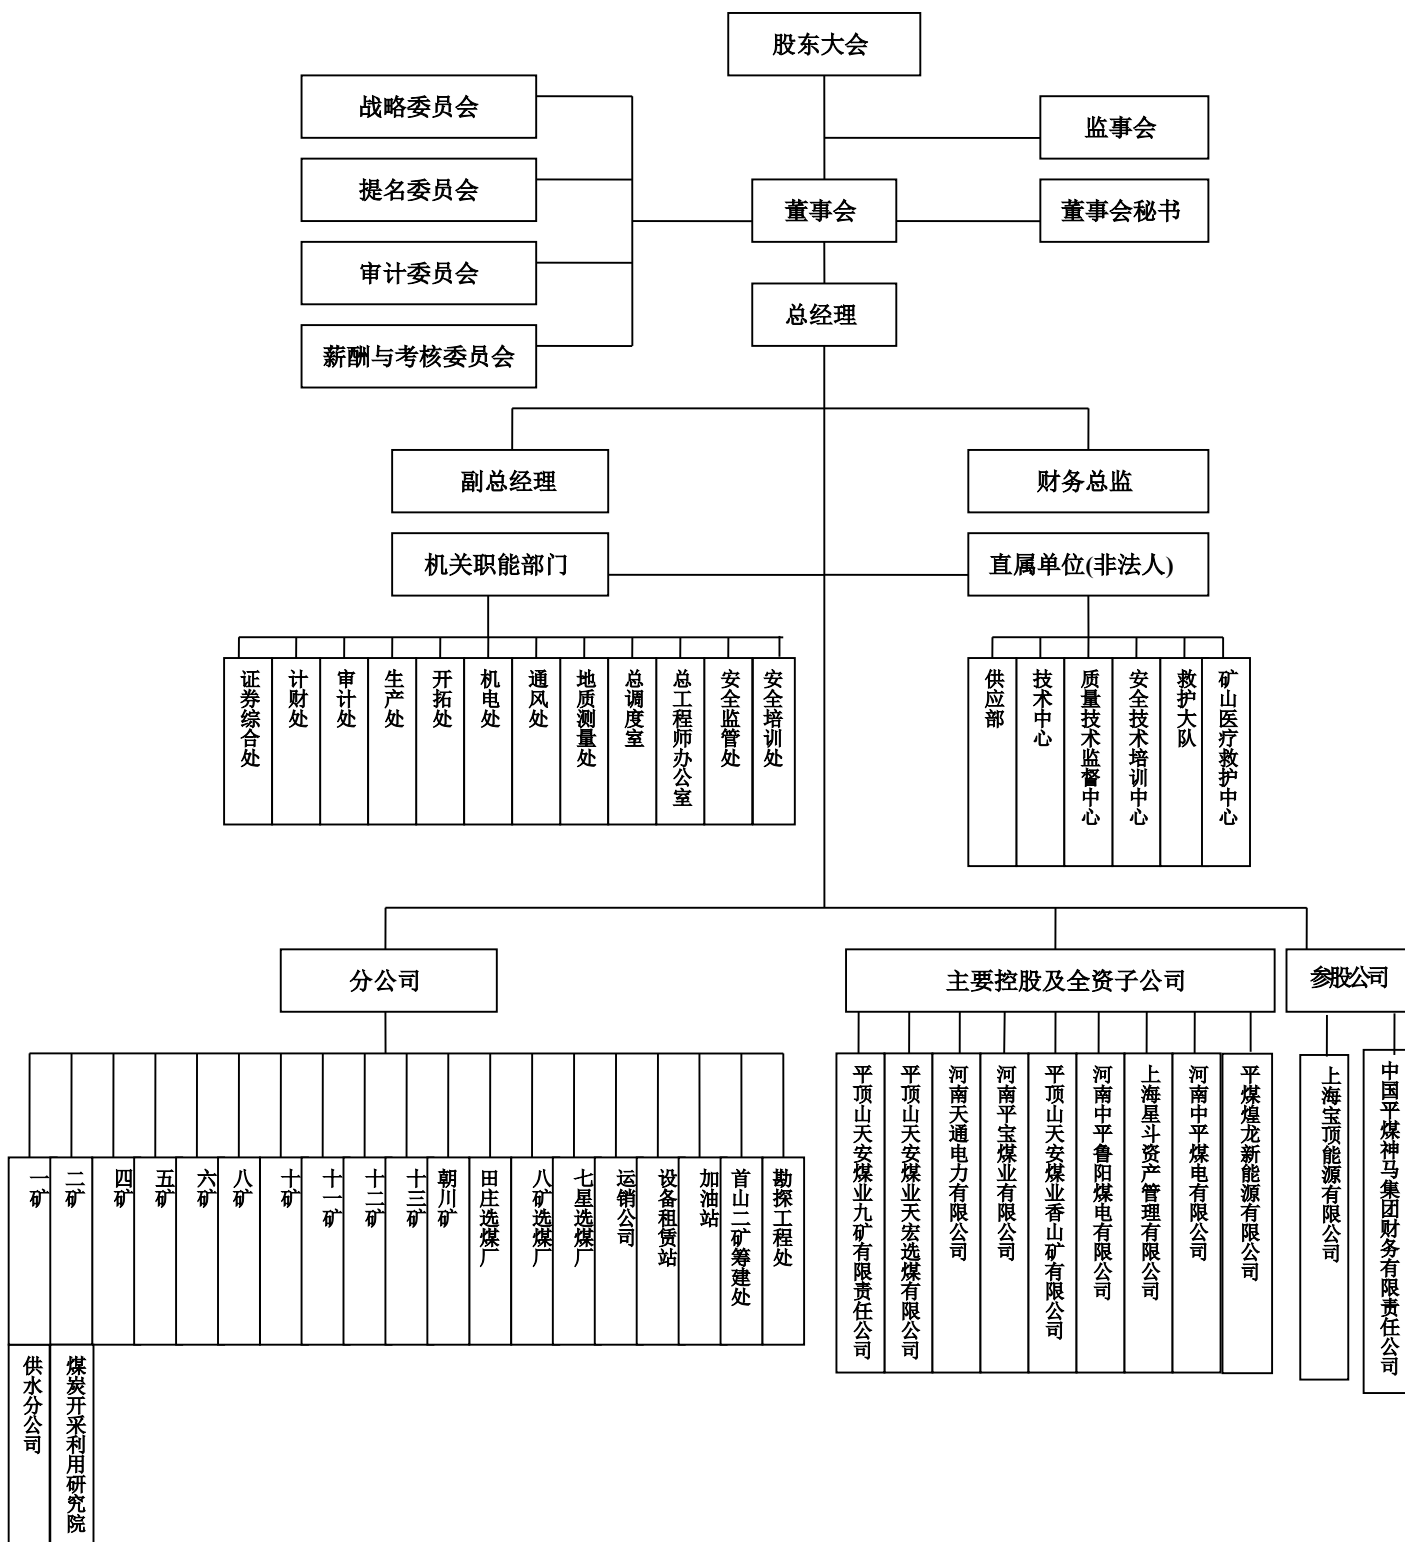 股东大会
战略委员会
监事会
提名委员会
董事会
董事会秘书
审计委员会
总经理
薪酬与考核委员会
副总经理
财务总监
机关职能部门
直属单位(非法人)
证券综合处
计财处
审计处
生产处
开拓处
机电处
通风处
地质测量处
总调度室
总工程师办公室
安全监管处
安全培训处
供应部
技术中心
质量技术监督中心
安全技术培训中心
救护大队
矿山医疗救护中心
分公司
主要控股及全资子公司
参股公司
一矿
二矿
四矿
五矿
六矿
八矿
十矿
十一矿
十二矿
十三矿
朝川矿
田庄选煤厂
八矿选煤厂
七星选煤厂
运销公司
设备租赁站
加油站
首山二矿筹建处
勘探工程处
供水分公司
煤炭开采利用研究院
平顶山天安煤业九矿有限责任公司
平顶山天安煤业天宏选煤有限公司
河南天通电力有限公司
河南平宝煤业有限公司
平顶山天安煤业香山矿有限公司
河南中平鲁阳煤电有限公司
上海星斗资产管理有限公司
河南中平煤电有限公司
平煤煌龙新能源有限公司
上海宝顶能源有限公司
中国平煤神马集团财务有限责任公司